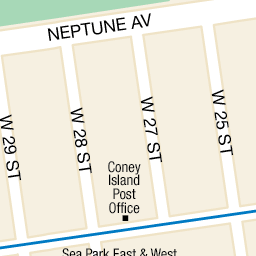 NEPTUNE AV
W 29 ST
W 28 ST
W 27 ST
W 25 ST
Coney
Island
Post
Office
Sea Park East & West